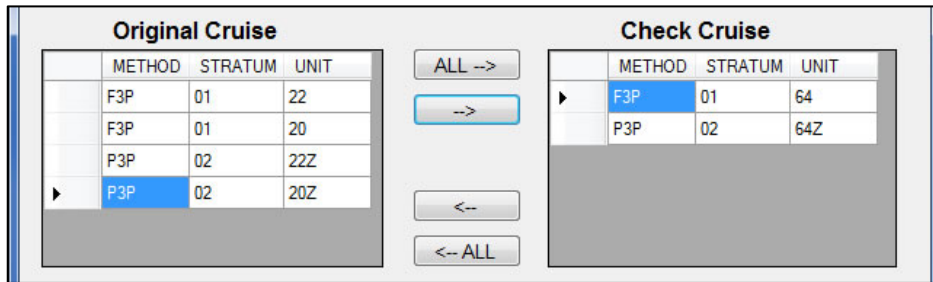 Original Cruise
METHOD STRATUM UNIT
F3P 01 22
F3P 01 20
P3P 02 22Z
P3P 02 20Z
ALL -->
-->
<--
<-- ALL
Check Cruise
METHOD STRATUM UNIT
F3P 01 64
P3P 02 64Z